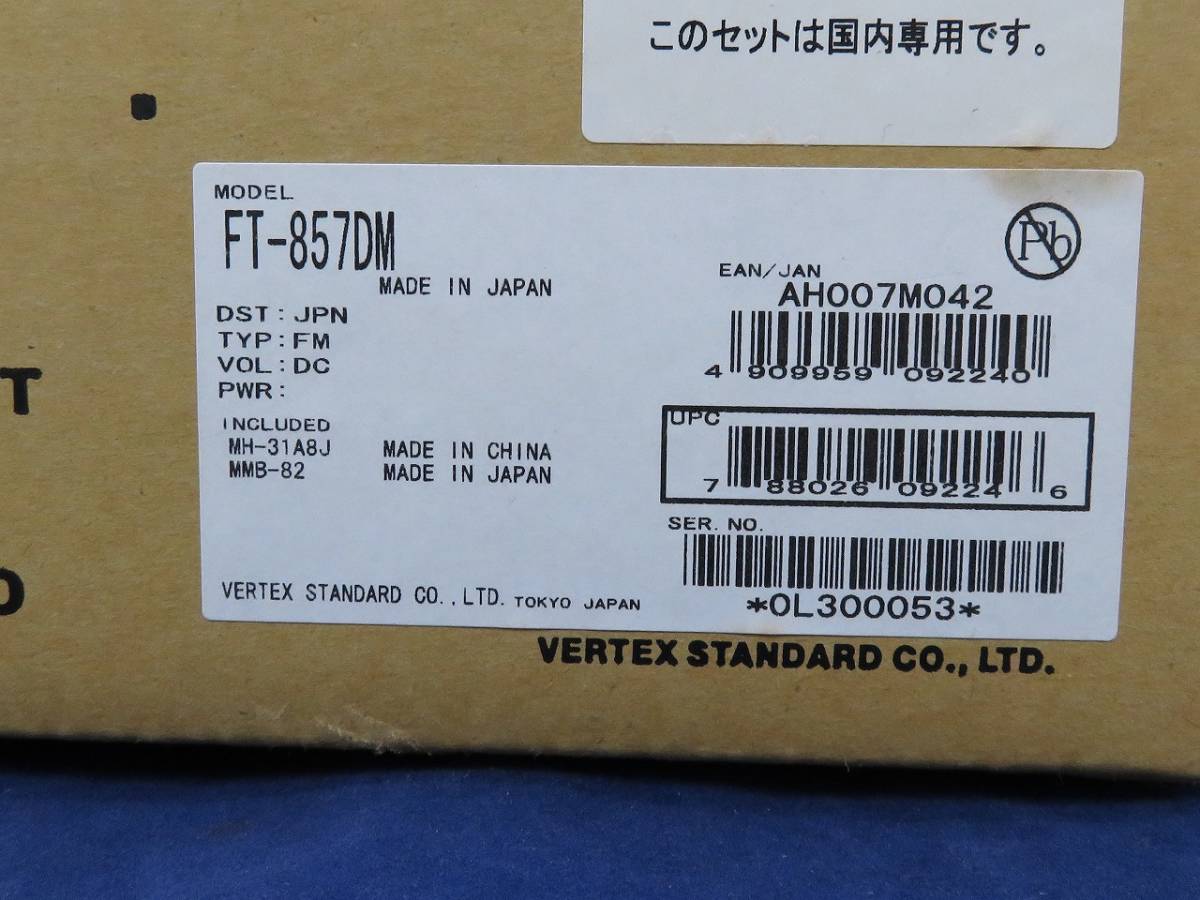 このセットは国内専用です。
MODEL
FT-857DM
MADE IN JAPAN
DST : JPN
TYP : FM
VOL : DC
PWR :
INCLUDED
MH-31A8J MADE IN CHINA
MMB-82 MADE IN JAPAN
VERTEX STANDARD CO.,LTD. TOKYO JAPAN
Pb
EAN/JAN
AH007M042
4 909959 092240
UPC
7 88026 09224 6
SER. NO.
*0L300053*
VERTEX STANDARD CO., LTD.
T